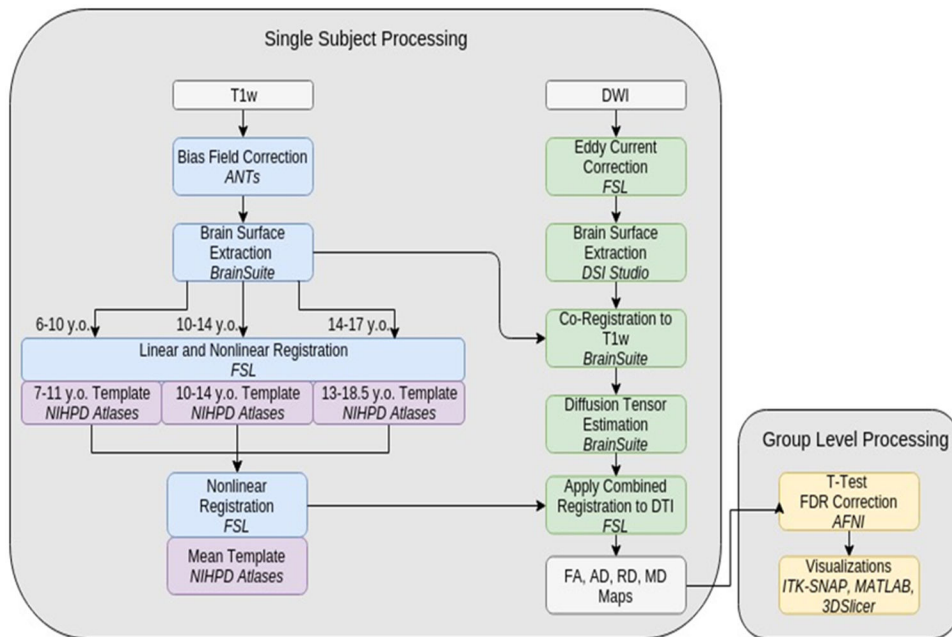 Single Subject Processing
T1w
Bias Field Correction
ANTs
Brain Surface
Extraction
BrainSuite
6-10 y.o.
10-14 y.o.
14-17 y.o.
Linear and Nonlinear Registration
FSL
7-11 y.o. Template
NIHPD Atlases
10-14 y.o. Template
NIHPD Atlases
13-18.5 y.o. Template
NIHPD Atlases
Nonlinear
Registration
FSL
Mean Template
NIHPD Atlases
DWI
Eddy Current
Correction
FSL
Brain Surface
Extraction
DSI Studio
Co-Registration to
T1w
BrainSuite
Diffusion Tensor
Estimation
BrainSuite
Apply Combined
Registration to DTI
FSL
FA, AD, RD, MD
Maps
Group Level Processing
T-Test
FDR Correction
AFNI
Visualizations
ITK-SNAP, MATLAB,
3DSlicer